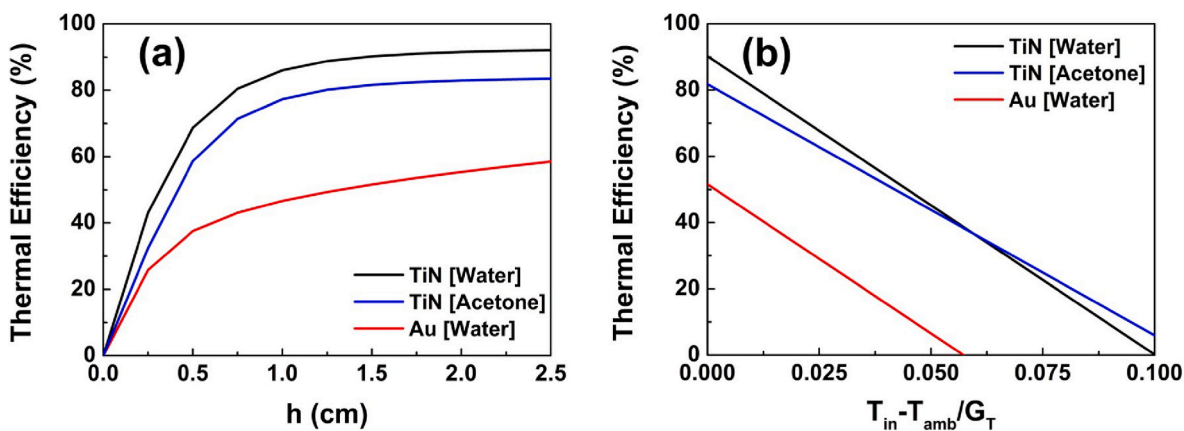 (a)
Thermal Efficiency (%)
100
80
60
40
20
0
TiN [Water]
TiN [Acetone]
Au [Water]
0.0 0.5 1.0 1.5 2.0 2.5
h (cm)
(b)
Thermal Efficiency (%)
100
80
60
40
20
0
TiN [Water]
TiN [Acetone]
Au [Water]
0.000 0.025 0.050 0.075 0.100
Tin-Tamb/GT